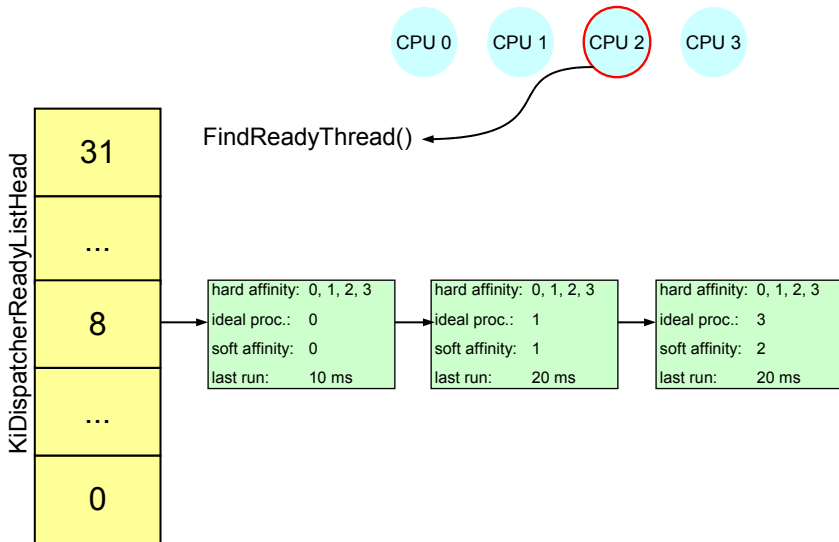 CPU 0
CPU 1
CPU 2
CPU 3
FindReadyThread()
KiDispatcherReadyListHead
31
...
8
...
0
hard affinity: 0, 1, 2, 3
ideal proc.: 0
soft affinity: 0
last run: 10 ms
hard affinity: 0, 1, 2, 3
ideal proc.: 1
soft affinity: 1
last run: 20 ms
hard affinity: 0, 1, 2, 3
ideal proc.: 3
soft affinity: 2
last run: 20 ms